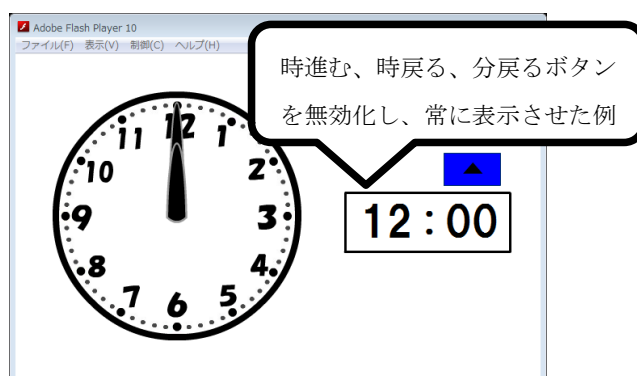 Adobe Flash Player 10
ファイル(F) 表示(V) 制御(C) ヘルプ(H)
時進む、時戻る、分戻るボタン
を無効化し、常に表示させた例
11 12 1
10 2
9 3
8 4
7 6 5
12:00